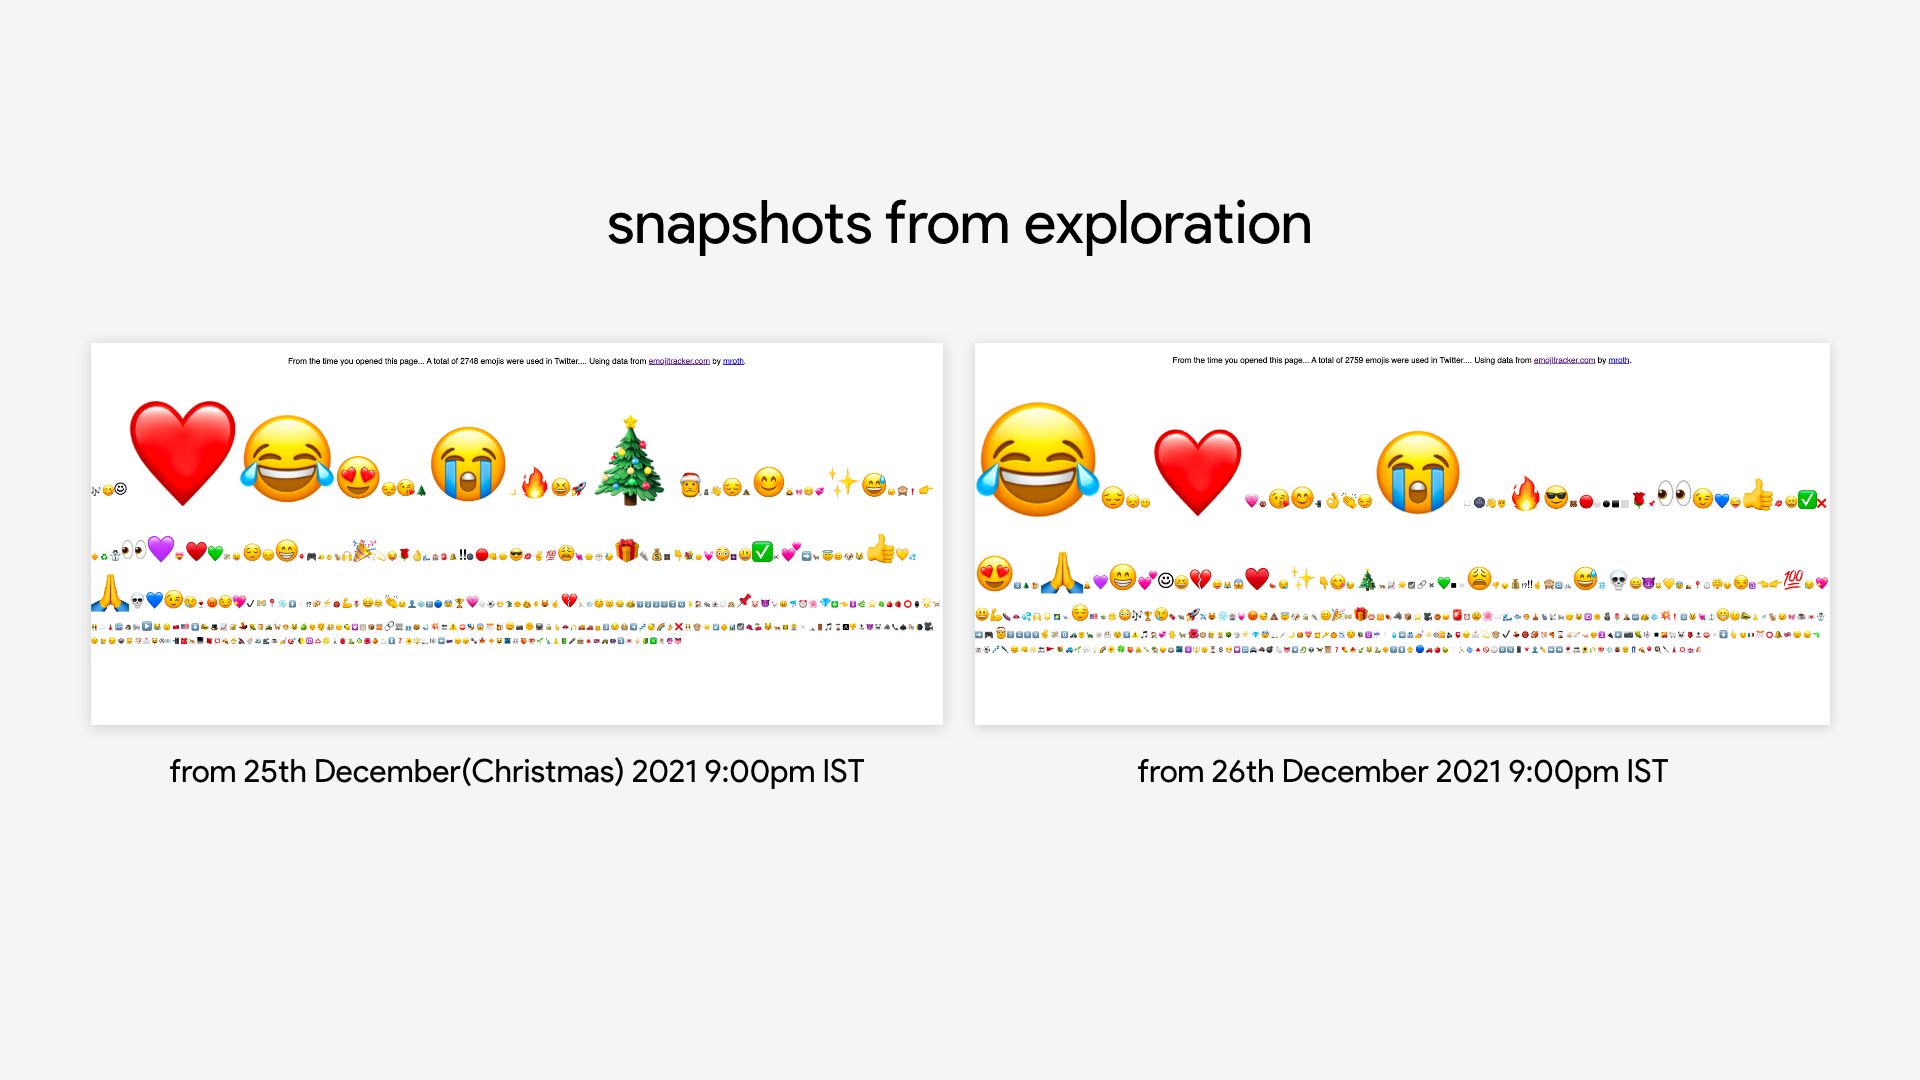 snapshots from exploration
From the time you opened this page... A total of 2748 emojis were used in Twitter.... Using data from emojitracker.com by mroth.
From the time you opened this page... A total of 2759 emojis were used in Twitter.... Using data from emojitracker.com by mroth.
from 25th December(Christmas) 2021 9:00pm IST
from 26th December 2021 9:00pm IST